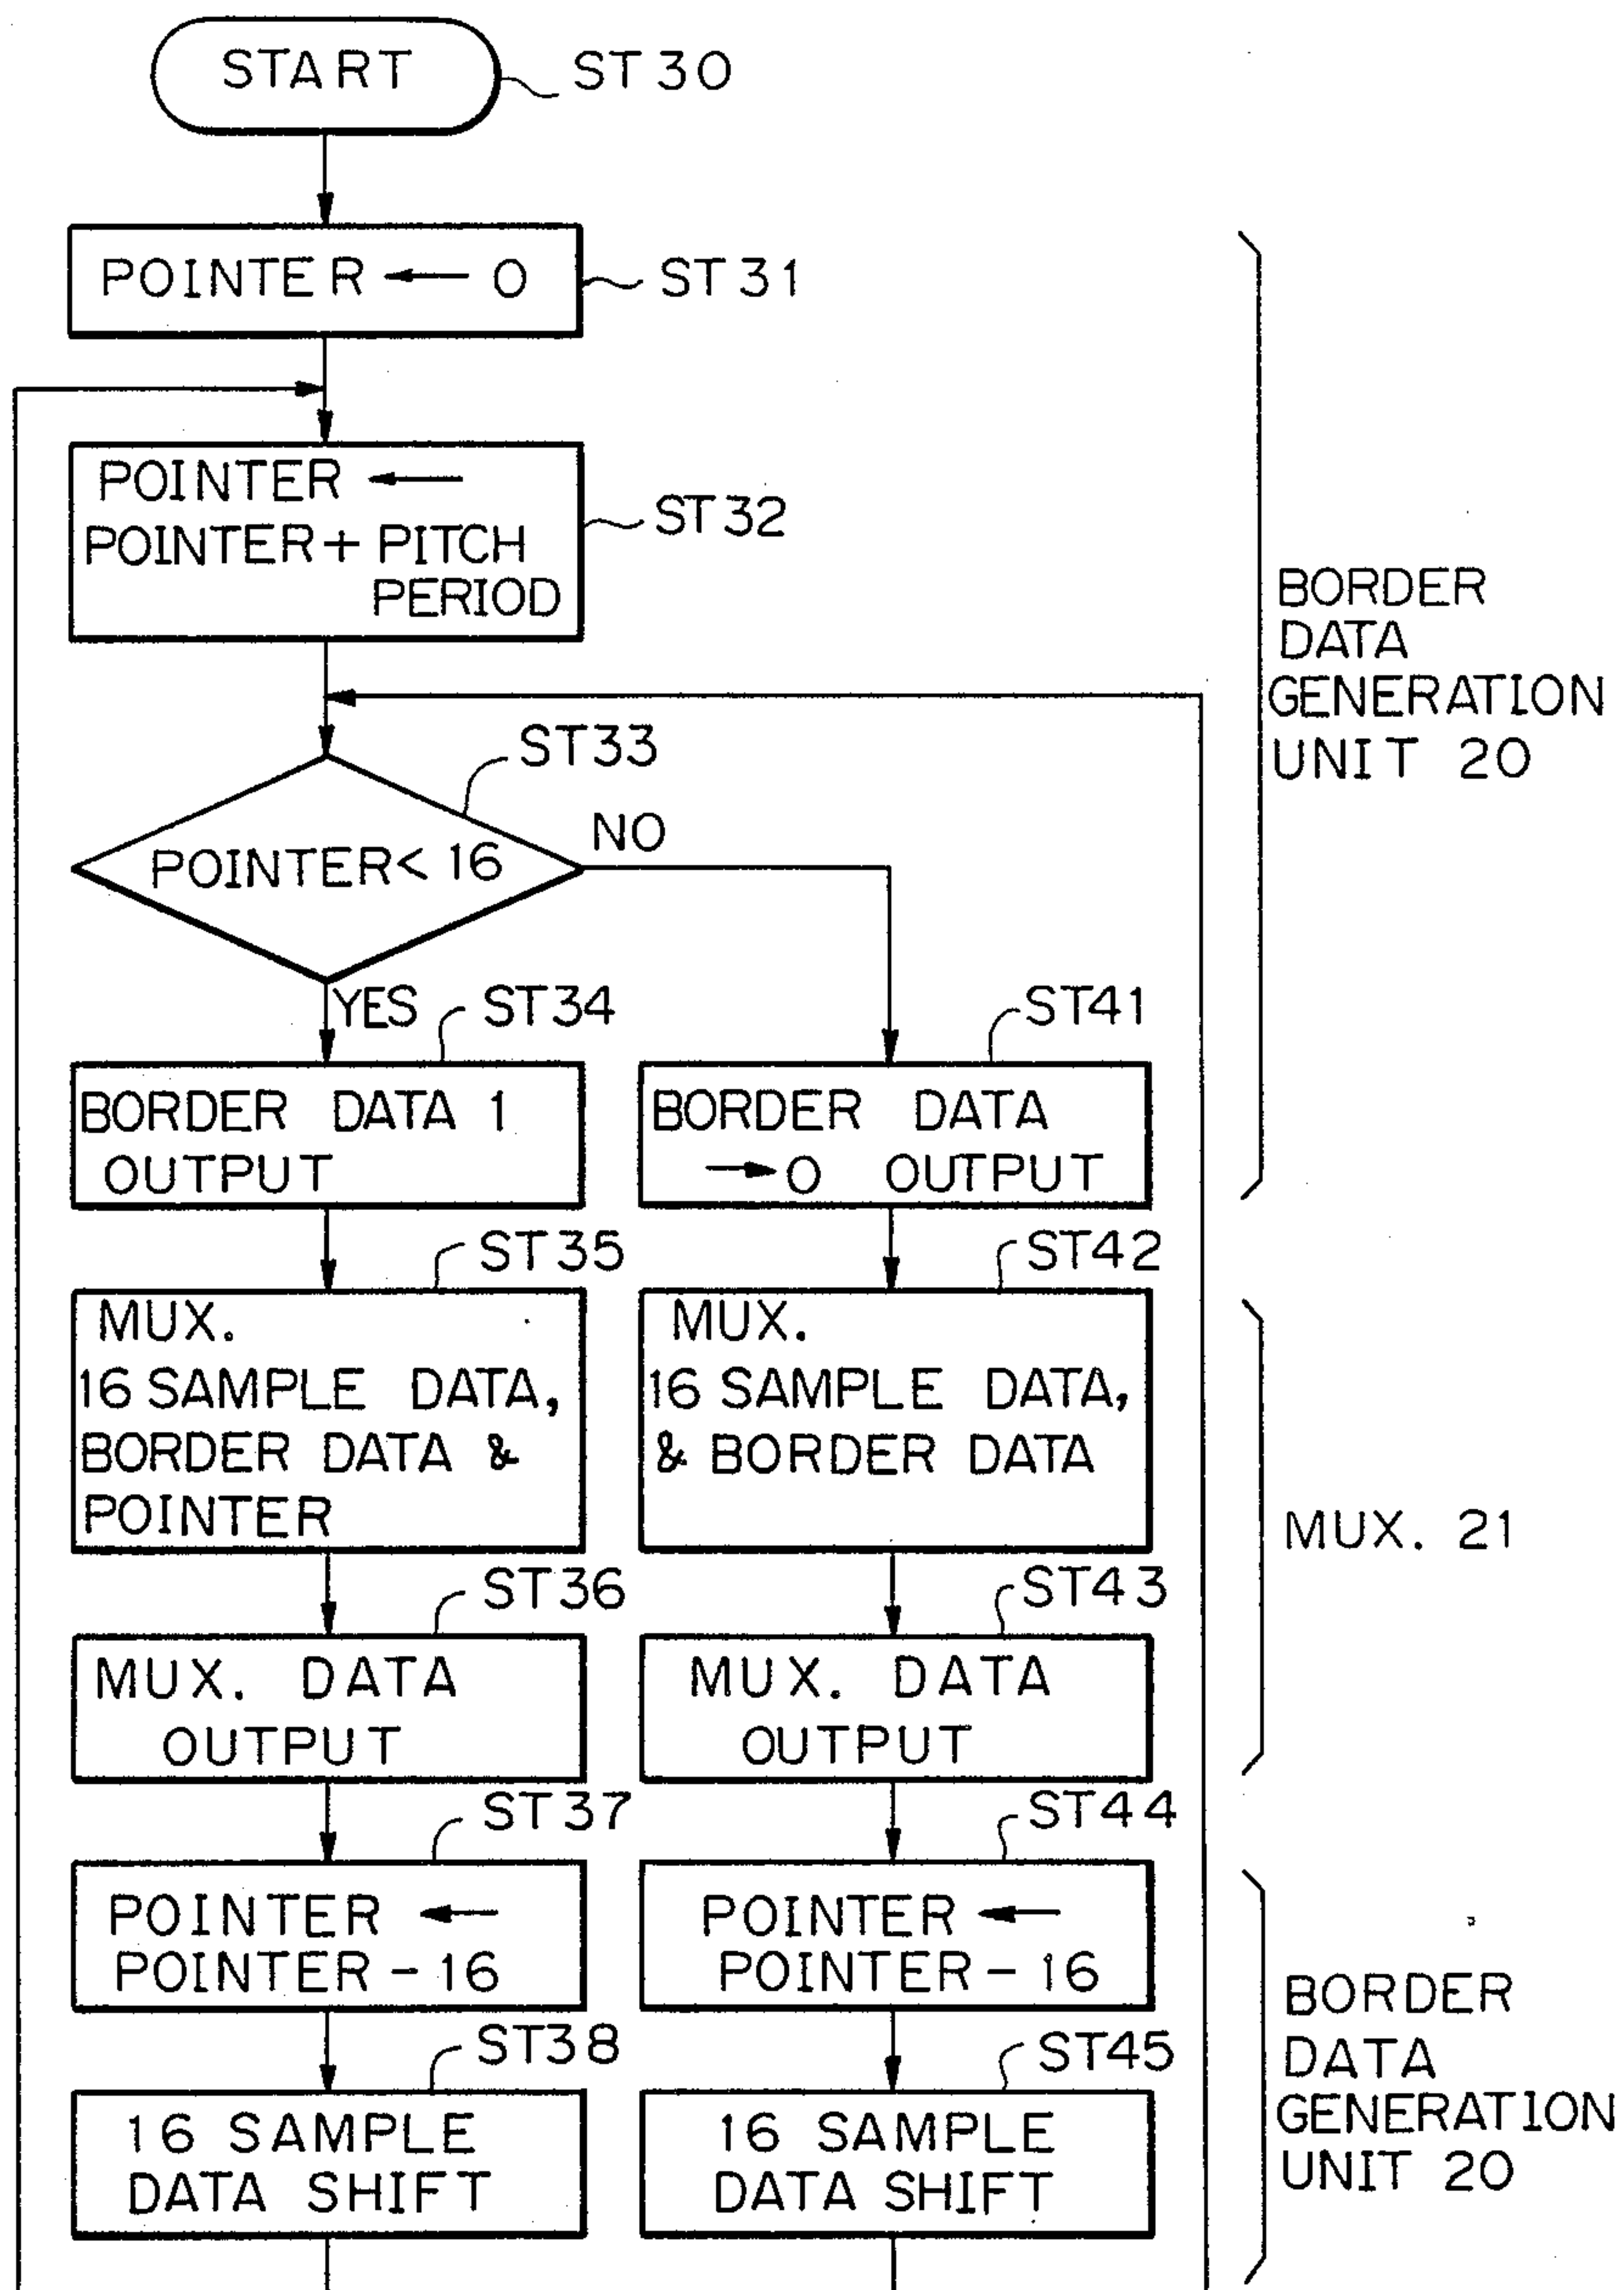 START
ST30
POINTER ← 0
ST31
POINTER ←
POINTER + PITCH
PERIOD
ST32
ST33
POINTER < 16
NO
YES
ST34
BORDER DATA 1
OUTPUT
ST41
BORDER DATA
→ 0 OUTPUT
BORDER
DATA
GENERATION
UNIT 20
ST35
MUX.
16 SAMPLE DATA,
BORDER DATA &
POINTER
ST42
MUX.
16 SAMPLE DATA,
& BORDER DATA
ST36
MUX. DATA
OUTPUT
ST43
MUX. DATA
OUTPUT
MUX. 21
ST37
POINTER ←
POINTER - 16
ST44
POINTER ←
POINTER - 16
ST38
16 SAMPLE
DATA SHIFT
ST45
16 SAMPLE
DATA SHIFT
BORDER
DATA
GENERATION
UNIT 20